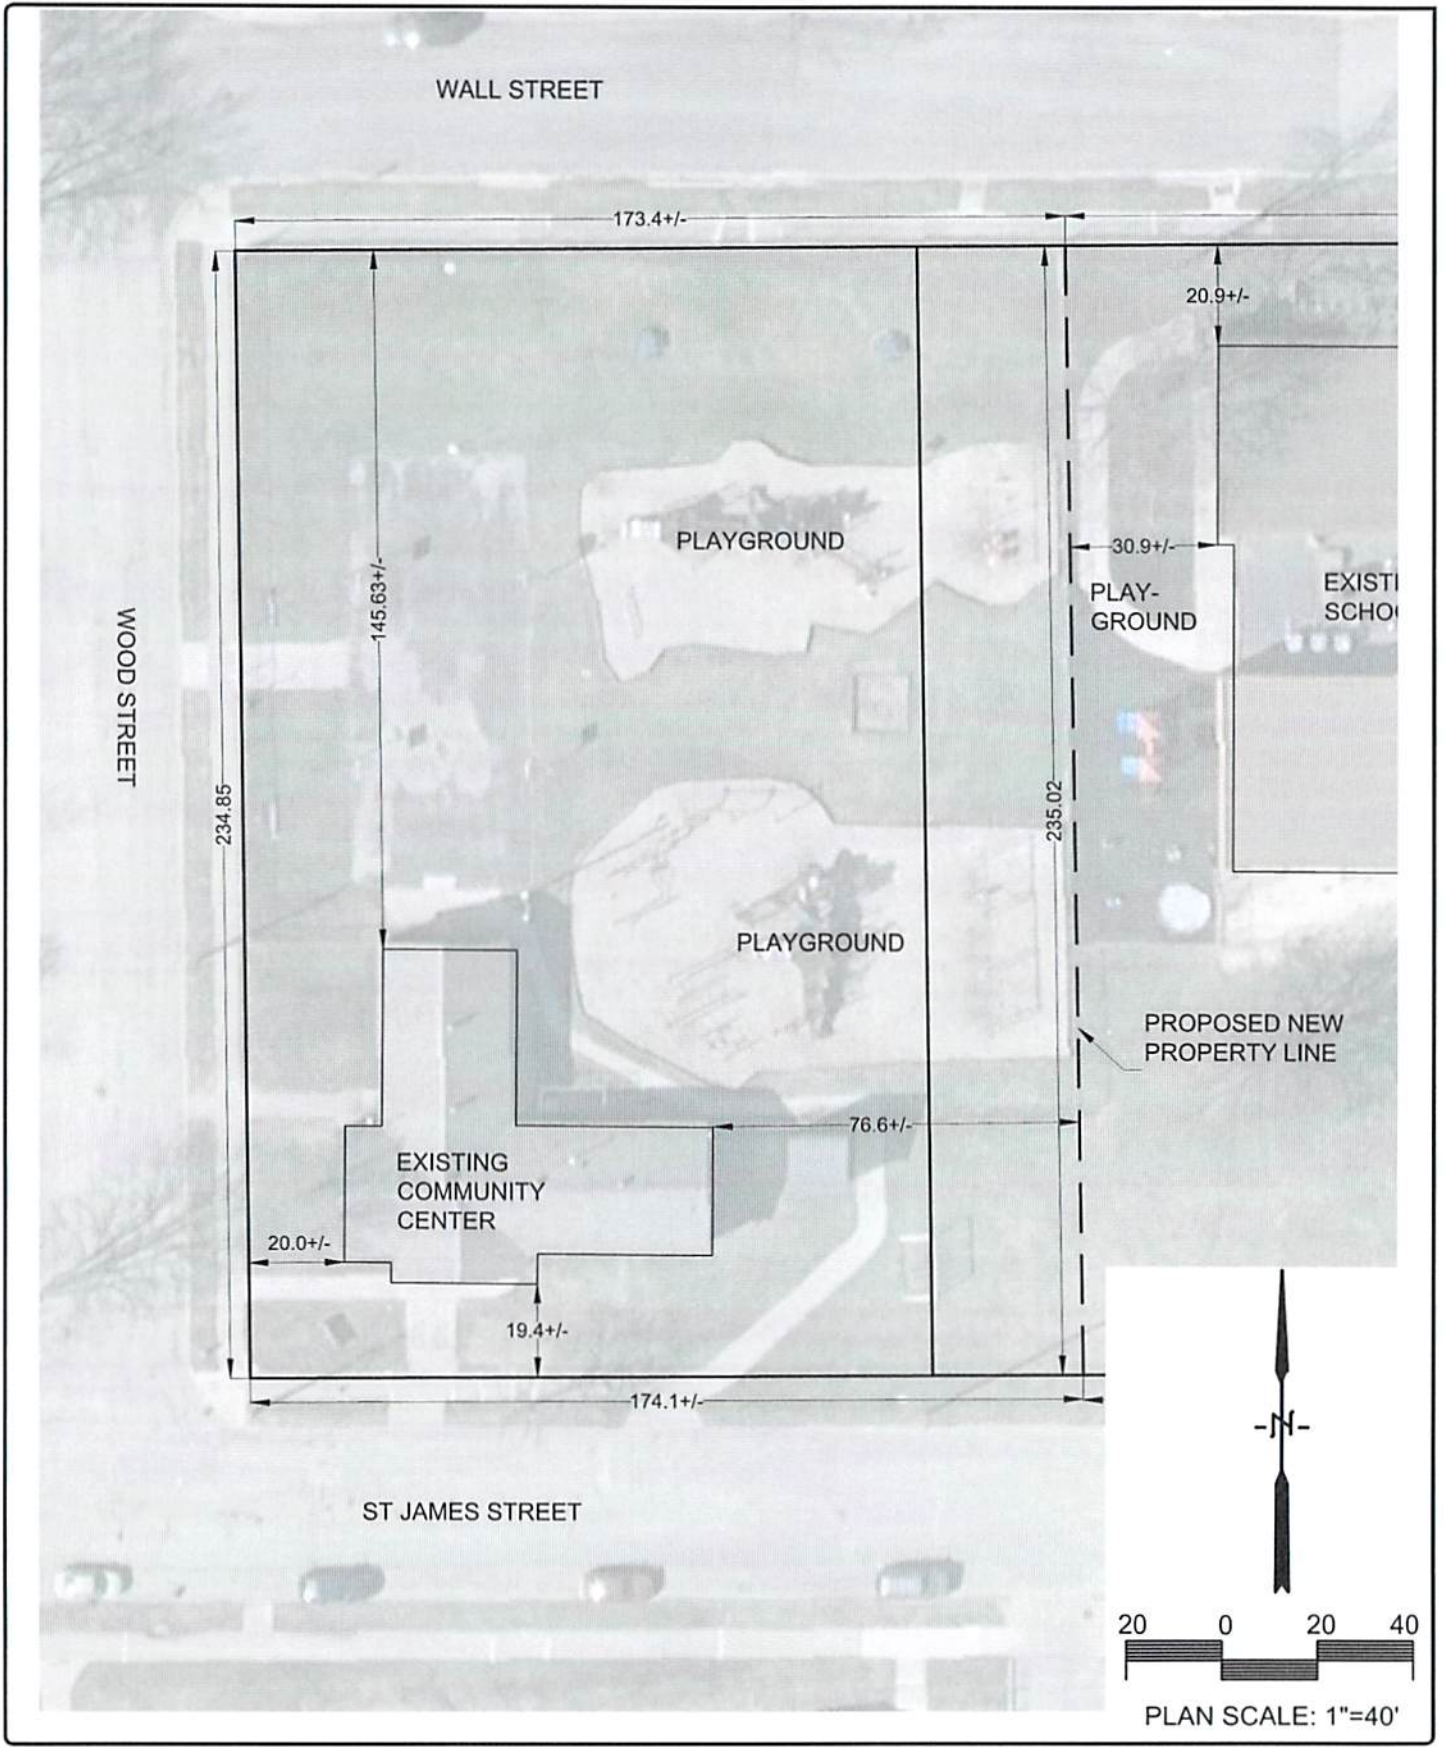 WALL STREET
173.4+/-
20.9+/-
145.63+/-
PLAYGROUND
30.9+/-
PLAY-
GROUND
EXISTI
SCHO
WOOD STREET
234.85
235.02
PLAYGROUND
PROPOSED NEW
PROPERTY LINE
76.6+/-
EXISTING
COMMUNITY
CENTER
20.0+/-
19.4+/-
174.1+/-
-N-
ST JAMES STREET
20 0 20 40
PLAN SCALE: 1"=40'